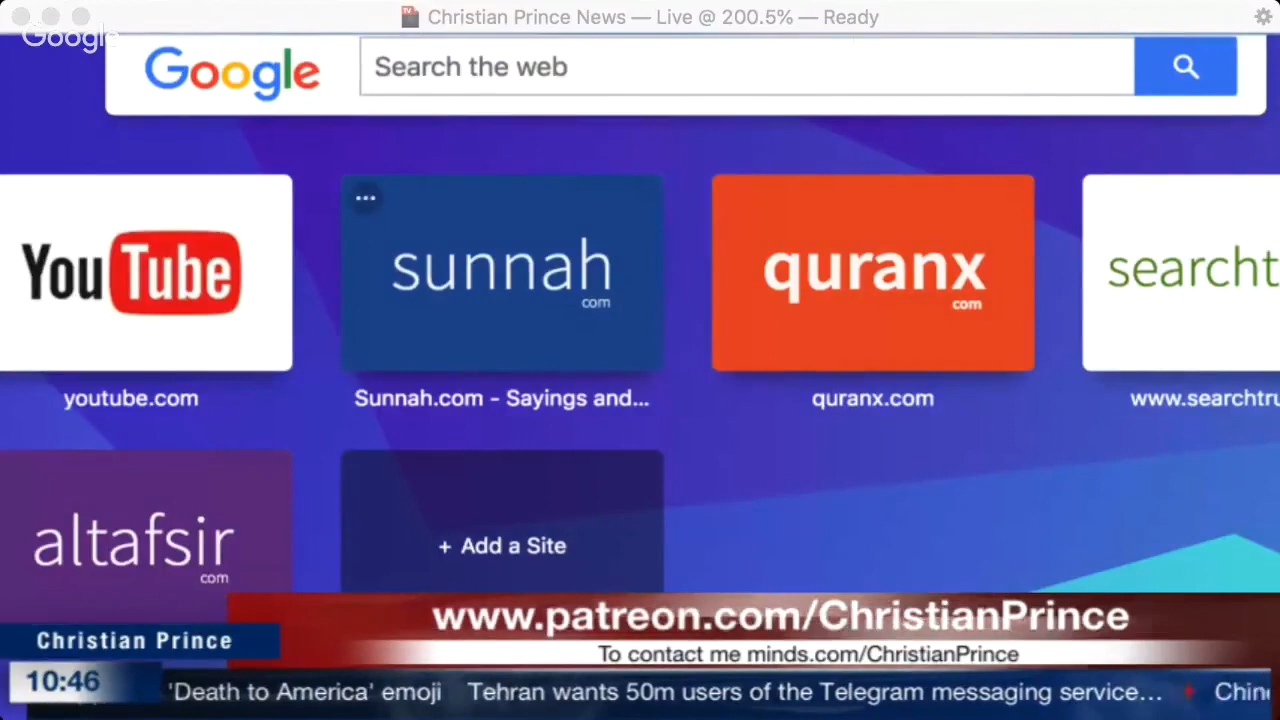 Christian Prince News — Live @ 200.5% — Ready
Google
Google
Search the web
YouTube
sunnah
com
quranx
com
searcht
youtube.com
Sunnah.com - Sayings and...
quranx.com
www.searchtru
altafsir
com
+ Add a Site
www.patreon.com/ChristianPrince
Christian Prince
To contact me minds.com/ChristianPrince
10:46
'Death to America' emoji Tehran wants 50m users of the Telegram messaging service... Chin